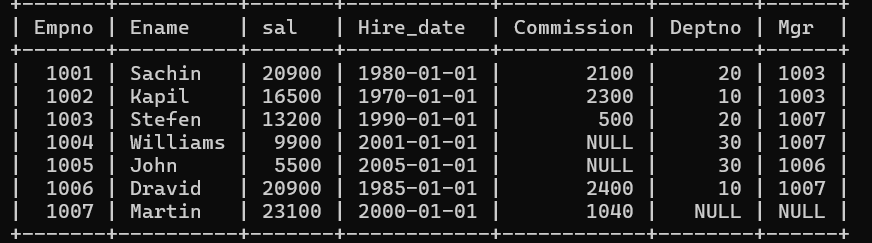 +-------+----------+-------+------------+------------+--------+------+
| Empno | Ename    | sal   | Hire_date  | Commission | Deptno | Mgr  |
+-------+----------+-------+------------+------------+--------+------+
|  1001 | Sachin   | 20900 | 1980-01-01 |       2100 |     20 | 1003 |
|  1002 | Kapil    | 16500 | 1970-01-01 |       2300 |     10 | 1003 |
|  1003 | Stefen   | 13200 | 1990-01-01 |        500 |     20 | 1007 |
|  1004 | Williams |  9900 | 2001-01-01 |       NULL |     30 | 1007 |
|  1005 | John     |  5500 | 2005-01-01 |       NULL |     30 | 1006 |
|  1006 | Dravid   | 20900 | 1985-01-01 |       2400 |     10 | 1007 |
|  1007 | Martin   | 23100 | 2000-01-01 |       1040 |   NULL | NULL |
+-------+----------+-------+------------+------------+--------+------+